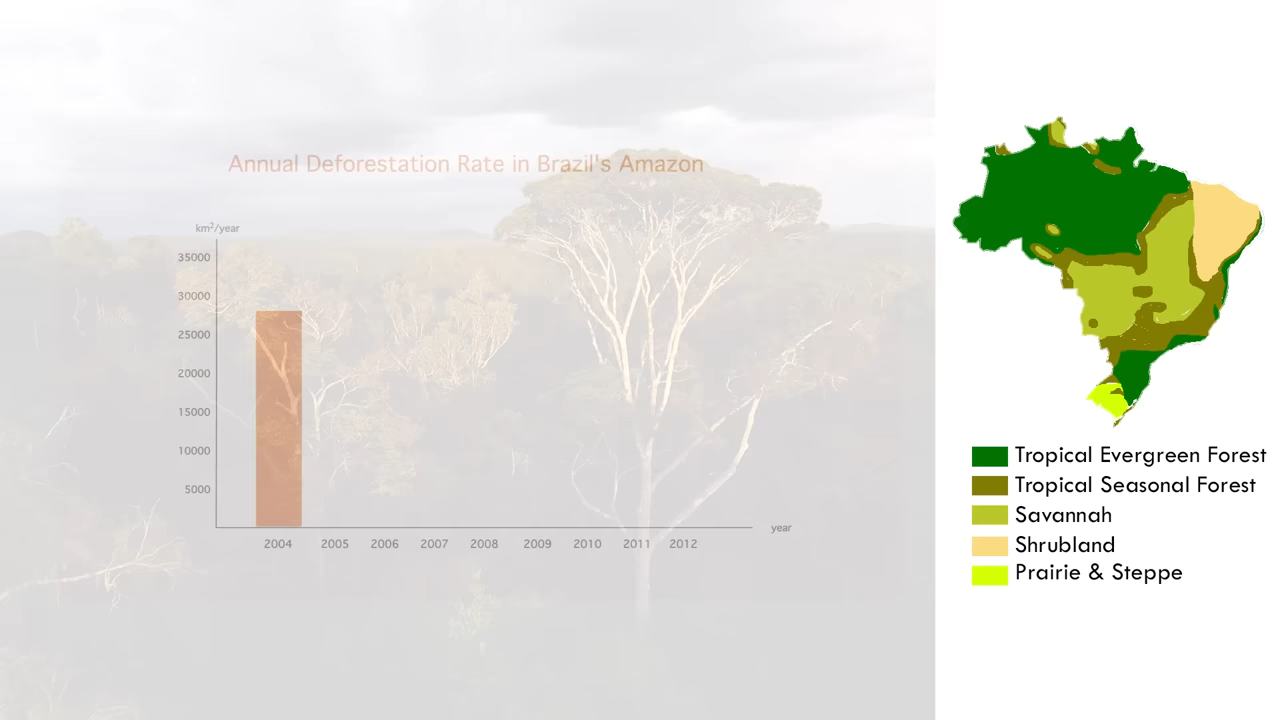 Annual Deforestation Rate in Brazil's Amazon
km²/year
35000
30000
25000
20000
15000
10000
5000
year
2004 2005 2006 2007 2008 2009 2010 2011 2012
Tropical Evergreen Forest
Tropical Seasonal Forest
Savannah
Shrubland
Prairie & Steppe